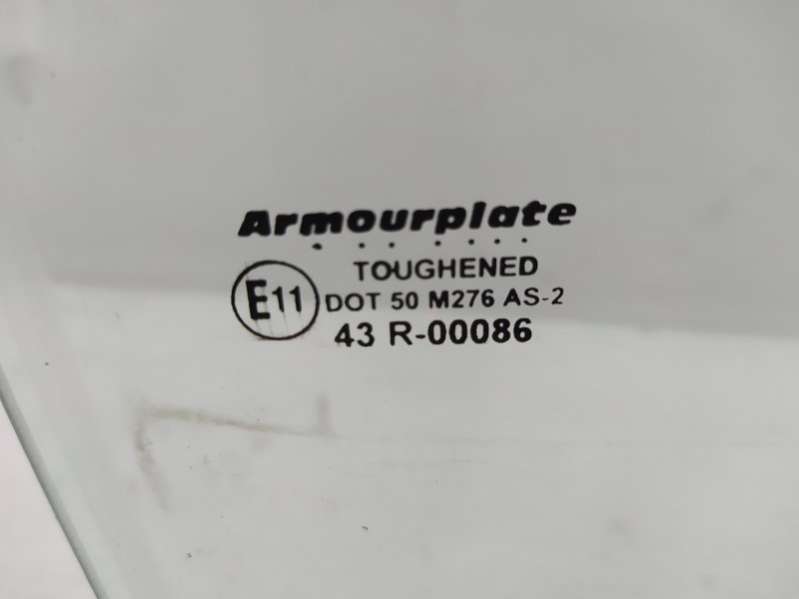 Armourplate
TOUGHENED
E11
DOT 50 M276 AS-2
43 R-00086